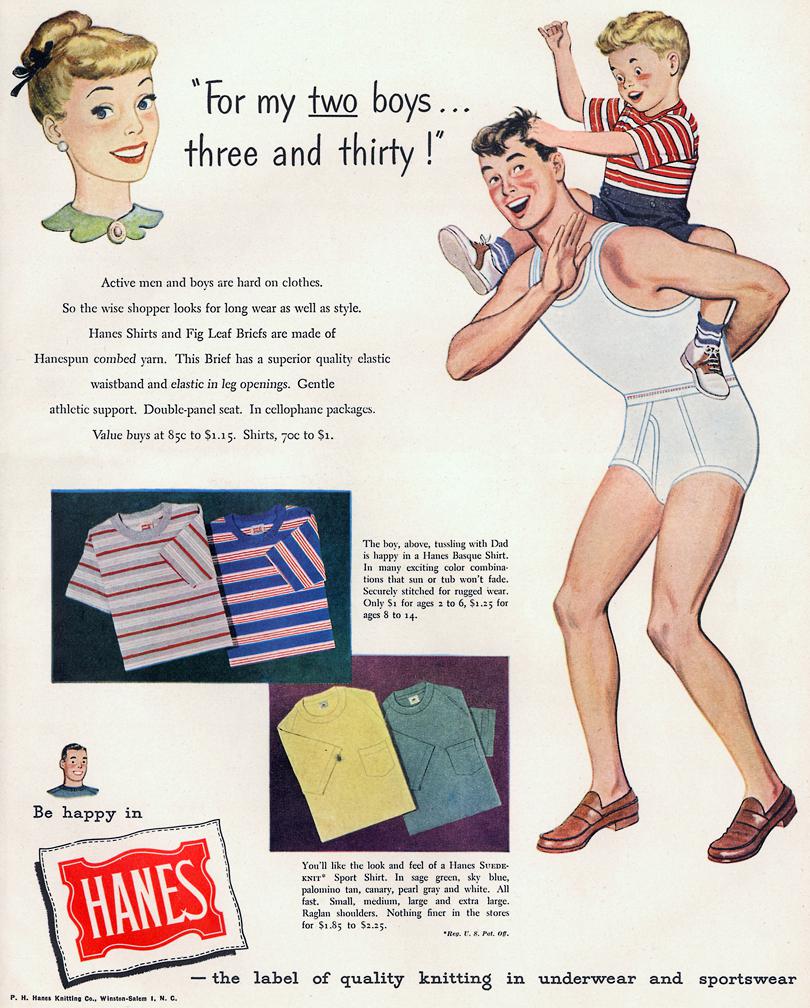 "For my two boys...
three and thirty!"
Active men and boys are hard on clothes.
So the wise shopper looks for long wear as well as style.
Hanes Shirts and Fig Leaf Briefs are made of
Hanespun combed yarn. This Brief has a superior quality elastic
waistband and elastic in leg openings. Gentle
athletic support. Double-panel seat. In cellophane packages.
Value buys at 85c to $1.15. Shirts, 70c to $1.
The boy, above, tussling with Dad
is happy in a Hanes Basque Shirt.
In many exciting color combina-
tions that sun or tub won't fade.
Securely stitched for rugged wear.
Only $1 for ages 2 to 6, $1.25 for
ages 8 to 14.
Be happy in
HANES
You'll like the look and feel of a Hanes SUEDE-
KNIT* Sport Shirt. In sage green, sky blue,
palomino tan, canary, pearl gray and white. All
fast. Small, medium, large and extra large.
Raglan shoulders. Nothing finer in the stores
for $1.85 to $2.25.
*Reg. U. S. Pat. Off.
— the label of quality knitting in underwear and sportswear
P. H. Hanes Knitting Co., Winston-Salem 1, N. C.